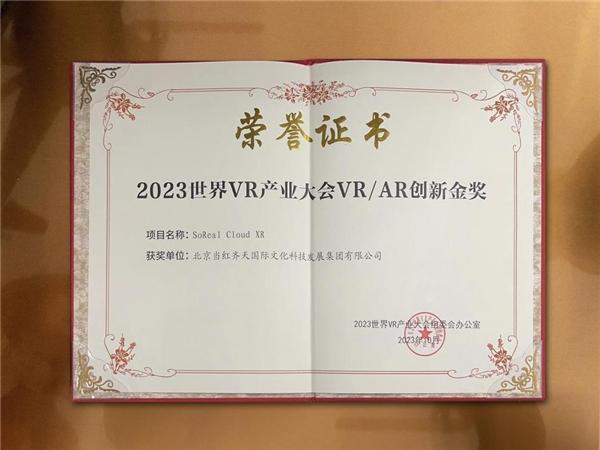 荣誉证书
2023世界VR产业大会VR/AR创新金奖
项目名称：SoReal Cloud XR
获奖单位：北京当红齐天国际文化科技发展集团有限公司
2023世界VR产业大会组委会办公室
2023年10月